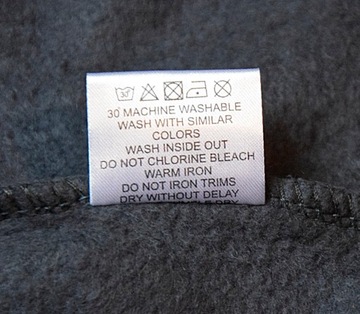 30
30 MACHINE WASHABLE
WASH WITH SIMILAR
COLORS
WASH INSIDE OUT
DO NOT CHLORINE BLEACH
WARM IRON
DO NOT IRON TRIMS
DRY WITHOUT DELAY